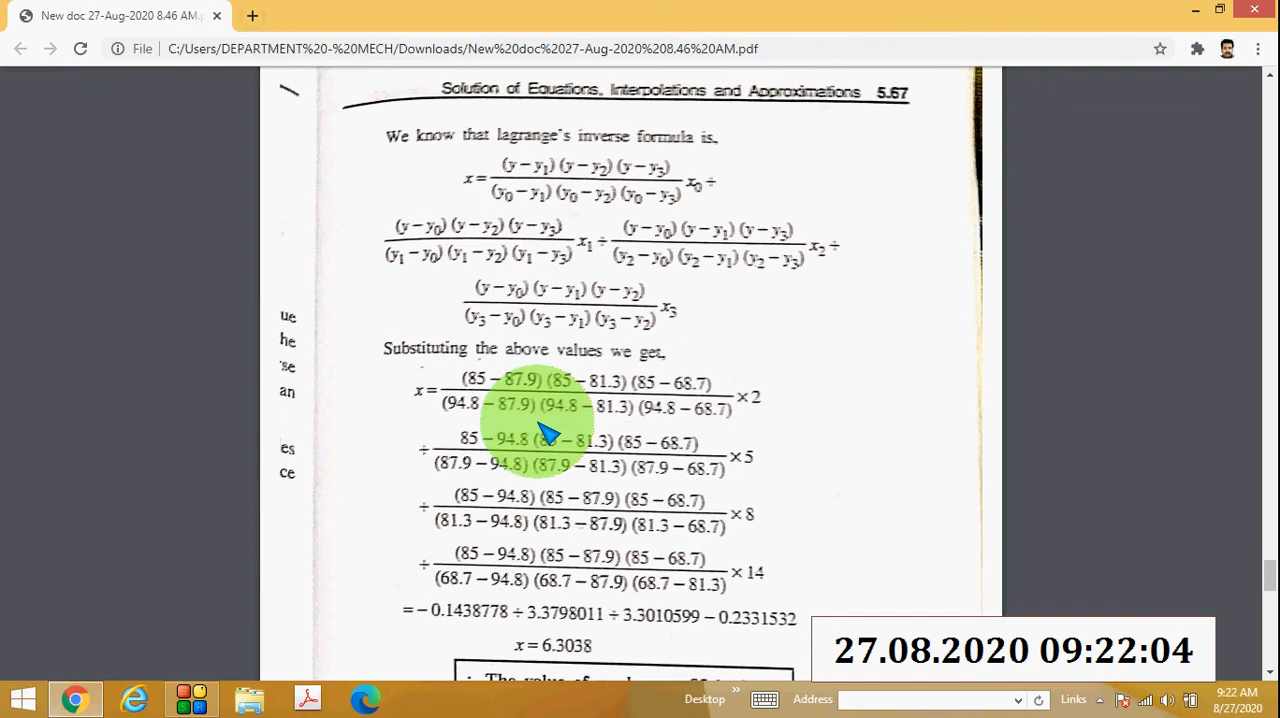 New doc 27-Aug-2020 8.46 AM.p
File C:/Users/DEPARTMENT%20-%20MECH/Downloads/New%20doc%2027-Aug-2020%208.46%20AM.pdf
Solution of Equations, Interpolations and Approximations 5.67
We know that lagrange's inverse formula is,
x = (y − y₁) (y − y₂) (y − y₃) / (y₀ − y₁) (y₀ − y₂) (y₀ − y₃) x₀ ÷
(y − y₀) (y − y₂) (y − y₃) / (y₁ − y₀) (y₁ − y₂) (y₁ − y₃) x₁ ÷ (y − y₀) (y − y₁) (y − y₃) / (y₂ − y₀) (y₂ − y₁) (y₂ − y₃) x₂ ÷
(y − y₀) (y − y₁) (y − y₂) / (y₃ − y₀) (y₃ − y₁) (y₃ − y₂) x₃
ue
he
'se
an
es
ce
Substituting the above values we get,
x = (85 − 87.9) (85 − 81.3) (85 − 68.7) / (94.8 − 87.9) (94.8 − 81.3) (94.8 − 68.7) × 2
÷ 85 − 94.8 (85 − 81.3) (85 − 68.7) / (87.9 − 94.8) (87.9 − 81.3) (87.9 − 68.7) × 5
÷ (85 − 94.8) (85 − 87.9) (85 − 68.7) / (81.3 − 94.8) (81.3 − 87.9) (81.3 − 68.7) × 8
÷ (85 − 94.8) (85 − 87.9) (85 − 68.7) / (68.7 − 94.8) (68.7 − 87.9) (68.7 − 81.3) × 14
= − 0.1438778 ÷ 3.3798011 ÷ 3.3010599 − 0.2331532
x = 6.3038
27.08.2020 09:22:04
Desktop » Address Links
9:22 AM
8/27/2020